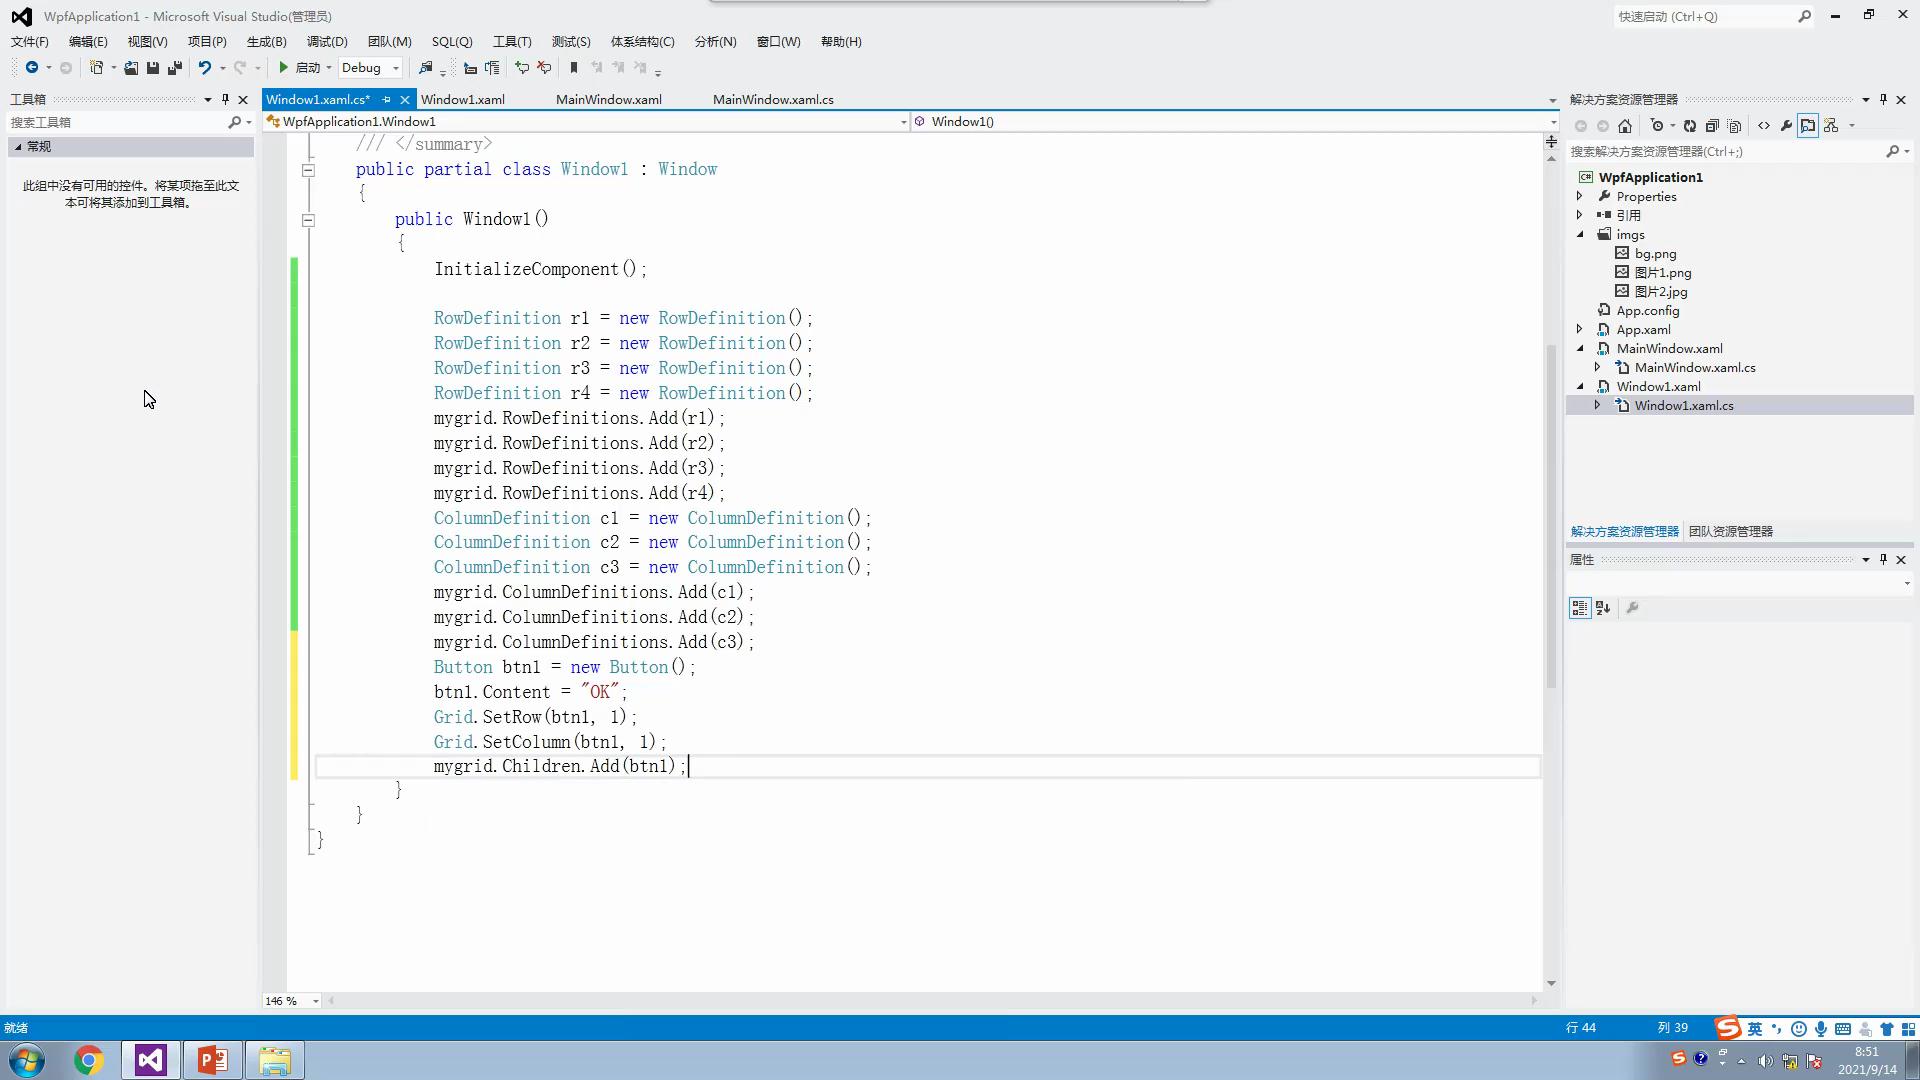 WpfApplication1 - Microsoft Visual Studio(管理员)
快速启动 (Ctrl+Q)
文件(F) 编辑(E) 视图(V) 项目(P) 生成(B) 调试(D) 团队(M) SQL(Q) 工具(T) 测试(S) 体系结构(C) 分析(N) 窗口(W) 帮助(H)
启动 Debug
工具箱
搜索工具箱
常规
此组中没有可用的控件。将某项拖至此文
本可将其添加到工具箱。
Window1.xaml.cs* Window1.xaml MainWindow.xaml MainWindow.xaml.cs
WpfApplication1.Window1 Window1()
/// </summary>
public partial class Window1 : Window
{
public Window1()
{
InitializeComponent();
RowDefinition r1 = new RowDefinition();
RowDefinition r2 = new RowDefinition();
RowDefinition r3 = new RowDefinition();
RowDefinition r4 = new RowDefinition();
mygrid.RowDefinitions.Add(r1);
mygrid.RowDefinitions.Add(r2);
mygrid.RowDefinitions.Add(r3);
mygrid.RowDefinitions.Add(r4);
ColumnDefinition c1 = new ColumnDefinition();
ColumnDefinition c2 = new ColumnDefinition();
ColumnDefinition c3 = new ColumnDefinition();
mygrid.ColumnDefinitions.Add(c1);
mygrid.ColumnDefinitions.Add(c2);
mygrid.ColumnDefinitions.Add(c3);
Button btn1 = new Button();
btn1.Content = "OK";
Grid.SetRow(btn1, 1);
Grid.SetColumn(btn1, 1);
mygrid.Children.Add(btn1);
}
}
}
146 %
解决方案资源管理器
搜索解决方案资源管理器(Ctrl+;)
WpfApplication1
Properties
引用
imgs
bg.png
图片1.png
图片2.jpg
App.config
App.xaml
MainWindow.xaml
MainWindow.xaml.cs
Window1.xaml
Window1.xaml.cs
解决方案资源管理器 团队资源管理器
属性
就绪 行 44 列 39 英
8:51
2021/9/14